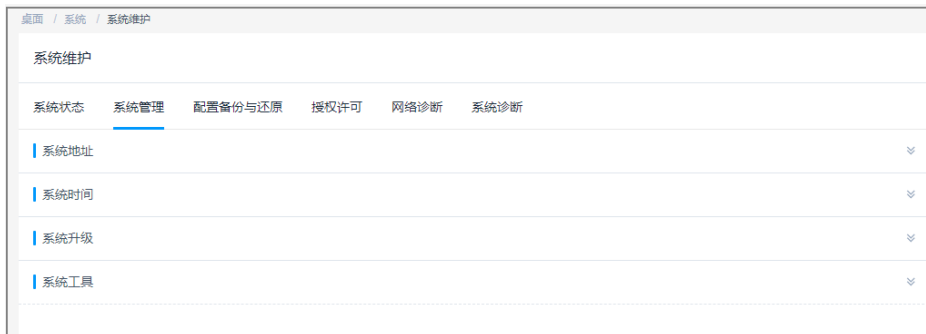 桌面 / 系统 / 系统维护
系统维护
系统状态 系统管理 配置备份与还原 授权许可 网络诊断 系统诊断
系统地址
系统时间
系统升级
系统工具